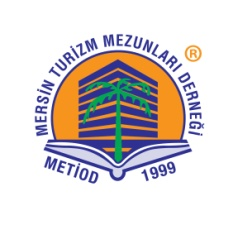 MERSİN TURİZM MEZUNLARI DERNEĞİ ®
METİOD 1999